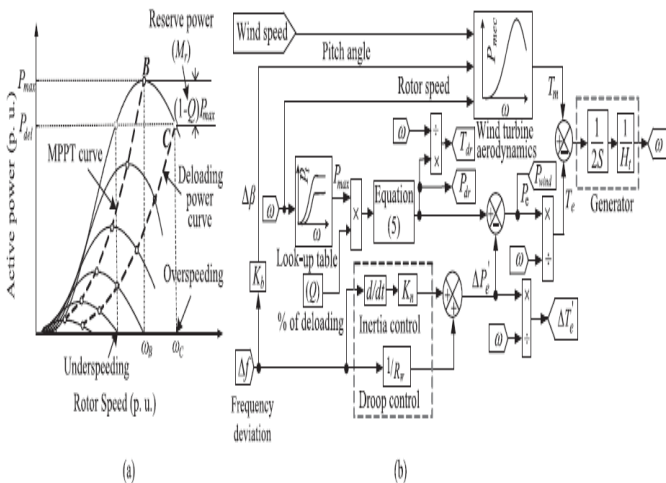 Reserve power
(Mr)
B
Pmax
(1-Q)Pmax
Pdel
C
MPPT curve
Deloading
power
curve
Overspeeding
Underspeeding
ωB
ωC
Active power (p. u.)
Rotor Speed (p. u.)
(a)
Wind speed
Pitch angle
Rotor speed
Pmec
ω
Wind turbine
aerodynamics
Tm
ω
÷
×
Tdr
Pdr
Δβ
ω
ω
Look-up table
Pmax
×
Equation
(5)
(Q)
% of deloading
Pwind
Pe
Te
×
÷
ω
1
2S
1
Ht
ω
Generator
Kb
d/dt
Kn
Inertia control
ΔPe'
×
÷
ω
ΔTe'
Δf
1/Rw
Droop control
Frequency
deviation
(b)